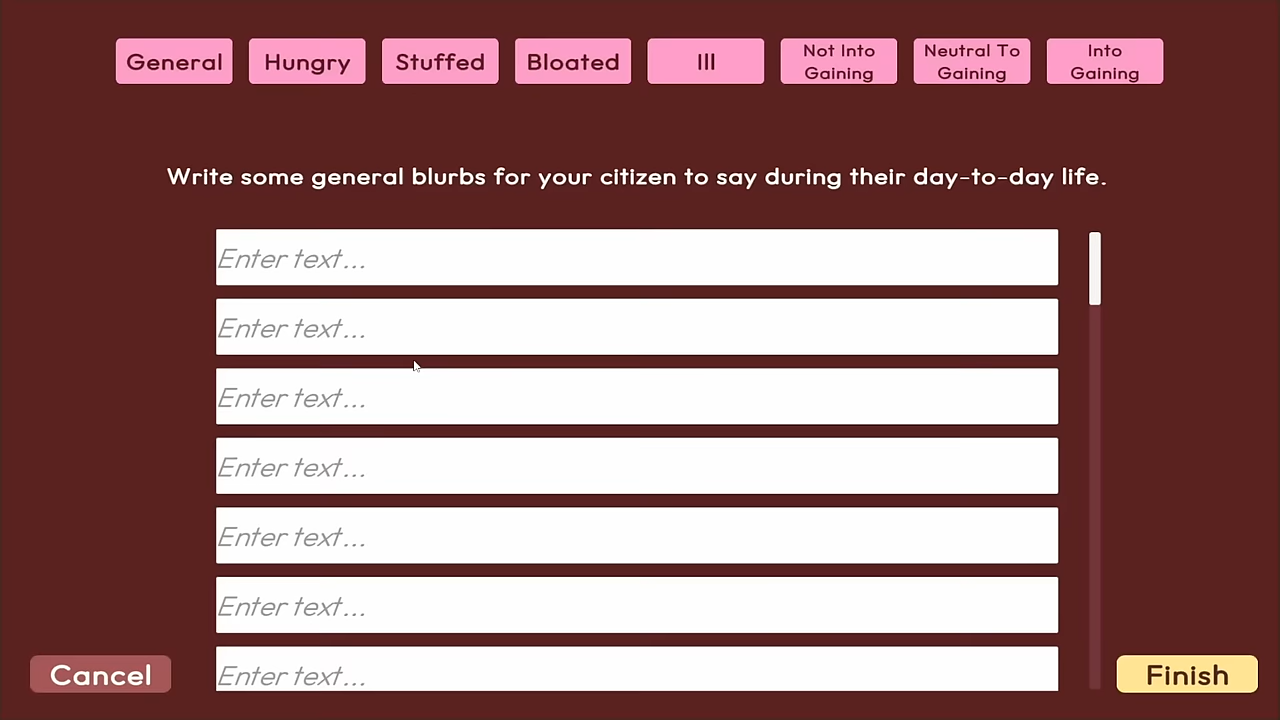 General
Hungry
Stuffed
Bloated
Ill
Not Into
Gaining
Neutral To
Gaining
Into
Gaining
Write some general blurbs for your citizen to say during their day-to-day life.
Enter text...
Enter text...
Enter text...
Enter text...
Enter text...
Enter text...
Enter text...
Cancel
Finish